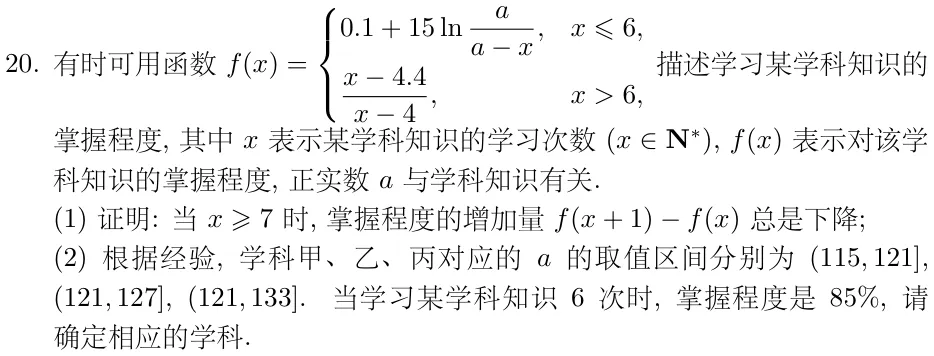 20. 有时可用函数 f(x) = { 0.1 + 15 ln a/(a − x), x ⩽ 6, (x − 4.4)/(x − 4), x > 6, 描述学习某学科知识的
掌握程度, 其中 x 表示某学科知识的学习次数 (x ∈ N*), f(x) 表示对该学
科知识的掌握程度, 正实数 a 与学科知识有关.
(1) 证明: 当 x ⩾ 7 时, 掌握程度的增加量 f(x + 1) − f(x) 总是下降;
(2) 根据经验, 学科甲、乙、丙对应的 a 的取值区间分别为 (115, 121],
(121, 127], (121, 133]. 当学习某学科知识 6 次时, 掌握程度是 85%, 请
确定相应的学科.